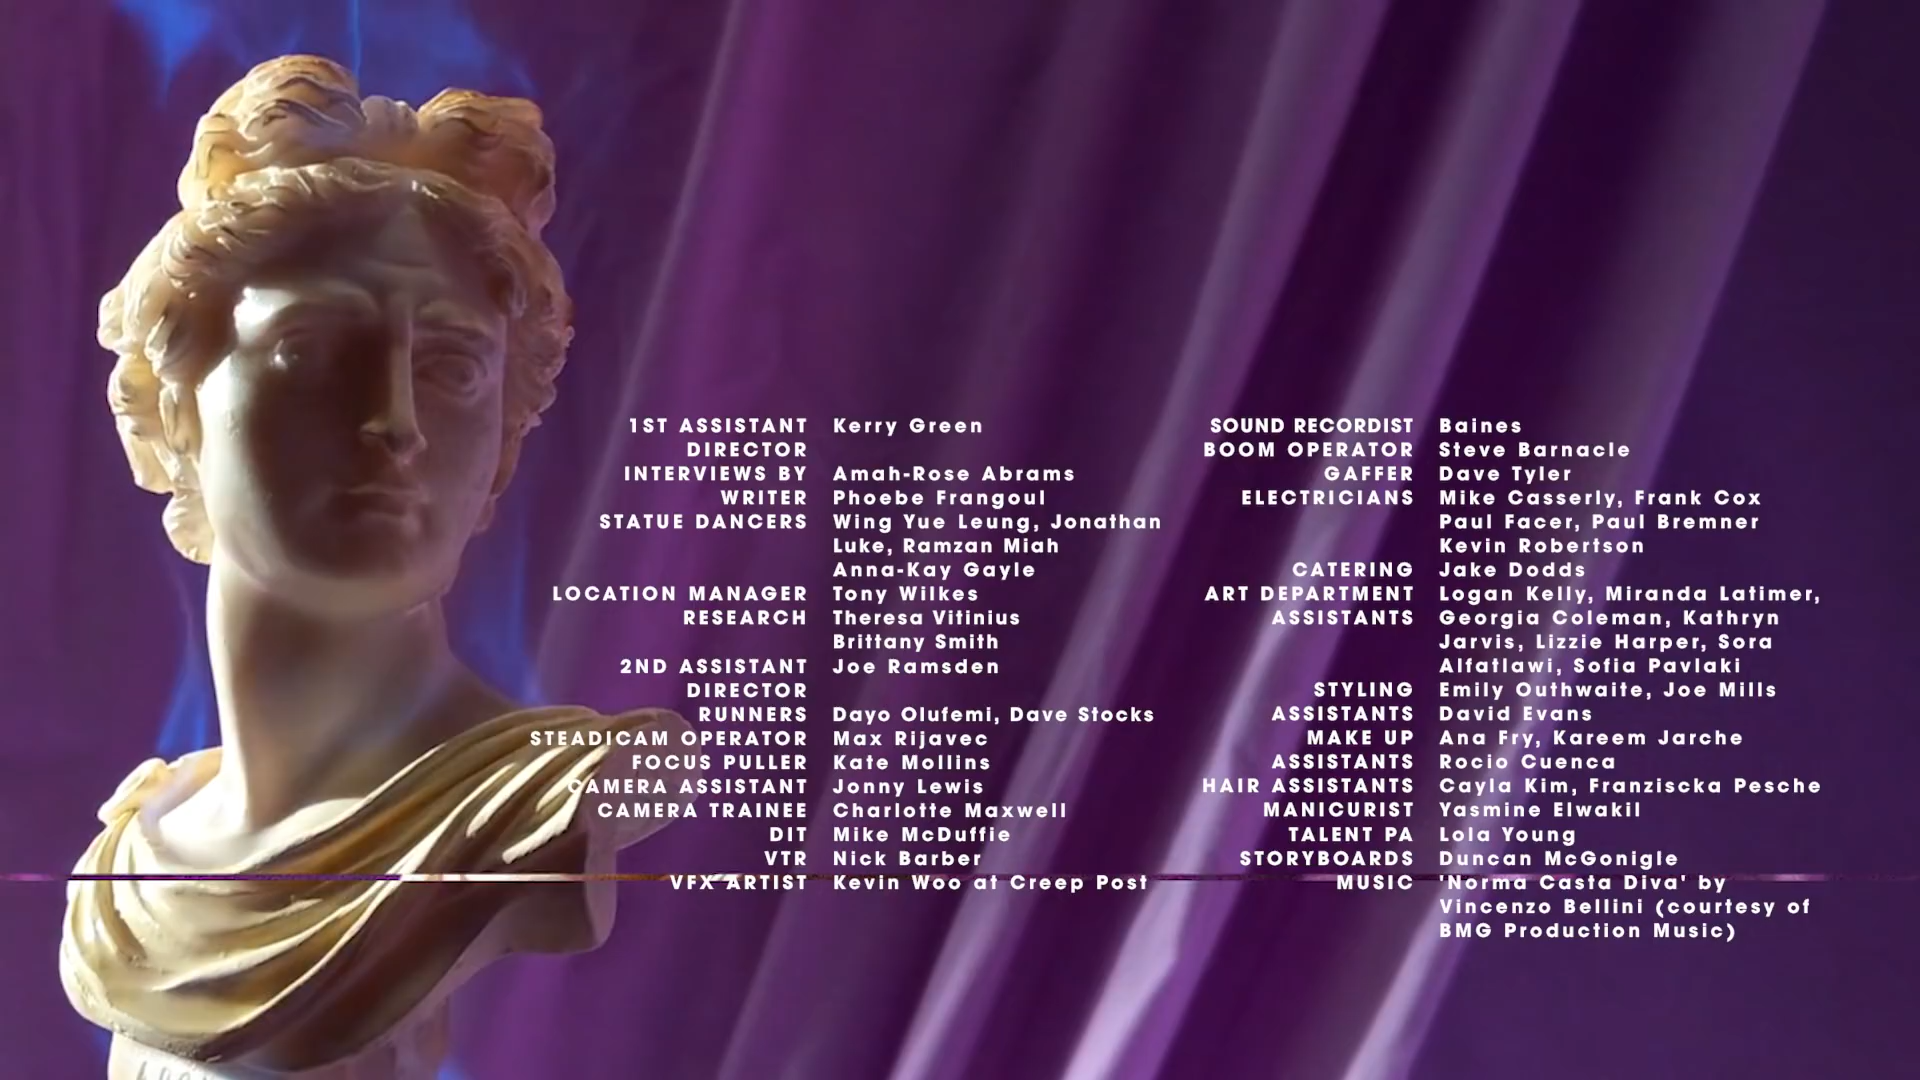 1ST ASSISTANT Kerry Green
DIRECTOR
INTERVIEWS BY Amah-Rose Abrams
WRITER Phoebe Frangoul
STATUE DANCERS Wing Yue Leung, Jonathan
Luke, Ramzan Miah
Anna-Kay Gayle
LOCATION MANAGER Tony Wilkes
RESEARCH Theresa Vitinius
Brittany Smith
2ND ASSISTANT Joe Ramsden
DIRECTOR
RUNNERS Dayo Olufemi, Dave Stocks
STEADICAM OPERATOR Max Rijavec
FOCUS PULLER Kate Mollins
CAMERA ASSISTANT Jonny Lewis
CAMERA TRAINEE Charlotte Maxwell
DIT Mike McDuffie
VTR Nick Barber
VFX ARTIST Kevin Woo at Creep Post
SOUND RECORDIST Baines
BOOM OPERATOR Steve Barnacle
GAFFER Dave Tyler
ELECTRICIANS Mike Casserly, Frank Cox
Paul Facer, Paul Bremner
Kevin Robertson
CATERING Jake Dodds
ART DEPARTMENT Logan Kelly, Miranda Latimer,
ASSISTANTS Georgia Coleman, Kathryn
Jarvis, Lizzie Harper, Sora
Alfatlawi, Sofia Pavlaki
STYLING Emily Outhwaite, Joe Mills
ASSISTANTS David Evans
MAKE UP Ana Fry, Kareem Jarche
ASSISTANTS Rocio Cuenca
HAIR ASSISTANTS Cayla Kim, Franziscka Pesche
MANICURIST Yasmine Elwakil
TALENT PA Lola Young
STORYBOARDS Duncan McGonigle
MUSIC 'Norma Casta Diva' by
Vincenzo Bellini (courtesy of
BMG Production Music)